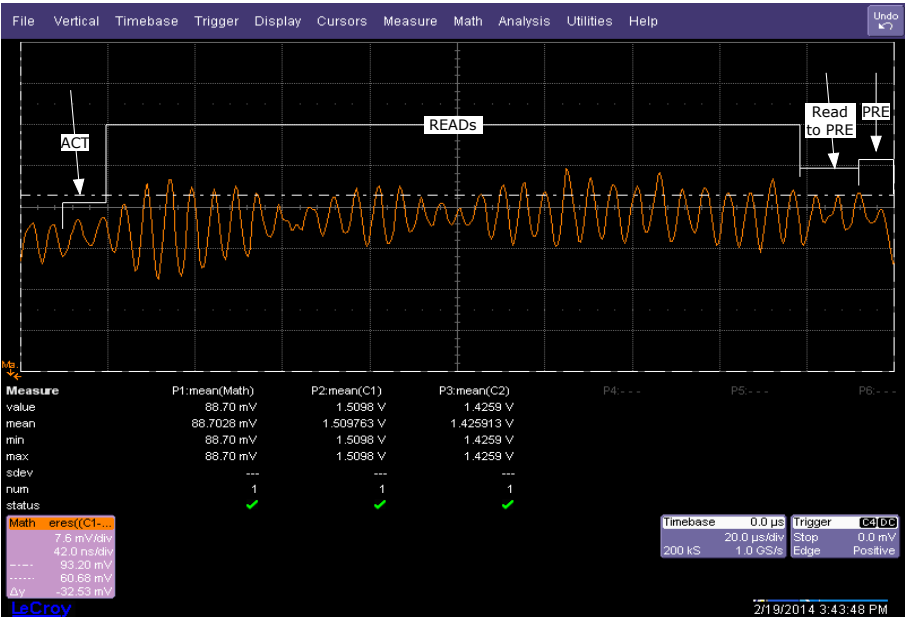 File Vertical Timebase Trigger Display Cursors Measure Math Analysis Utilities Help Undo
ACT
READs
Read
to PRE
PRE
Ma.
Measure P1:mean(Math) P2:mean(C1) P3:mean(C2) P4:- - - P5:- - - P6:- - -
value 88.70 mV 1.5098 V 1.4259 V
mean 88.7028 mV 1.509763 V 1.425913 V
min 88.70 mV 1.5098 V 1.4259 V
max 88.70 mV 1.5098 V 1.4259 V
sdev --- --- ---
num 1 1 1
status
Math eres((C1-...
7.6 mV/div
42.0 ns/div
93.20 mV
60.68 mV
Δy -32.53 mV
Timebase 0.0 µs
20.0 µs/div
200 kS 1.0 GS/s
Trigger C4 DC
Stop 0.0 mV
Edge Positive
LeCroy
2/19/2014 3:43:48 PM